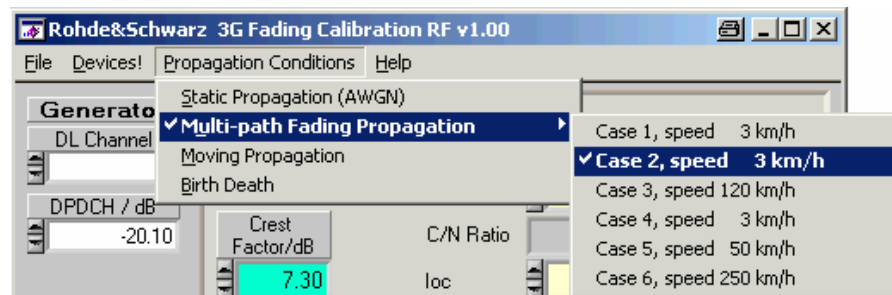 Rohde&Schwarz 3G Fading Calibration RF v1.00
File Devices! Propagation Conditions Help
Static Propagation (AWGN)
Multi-path Fading Propagation
Moving Propagation
Birth Death
Case 1, speed 3 km/h
Case 2, speed 3 km/h
Case 3, speed 120 km/h
Case 4, speed 3 km/h
Case 5, speed 50 km/h
Case 6, speed 250 km/h
DL Channel
DPDCH / dB
-20.10
Crest
Factor/dB
7.30
C/N Ratio
Ioc